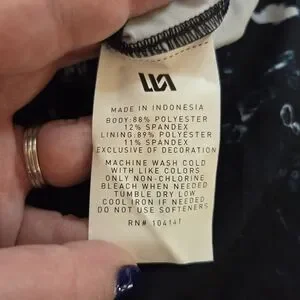 MADE IN INDONESIA
BODY: 88% POLYESTER
12% SPANDEX
LINING: 89% POLYESTER
11% SPANDEX
EXCLUSIVE OF DECORATION
MACHINE WASH COLD
WITH LIKE COLORS
ONLY NON-CHLORINE
BLEACH WHEN NEEDED
TUMBLE DRY LOW
COOL IRON IF NEEDED
DO NOT USE SOFTENERS
RN#